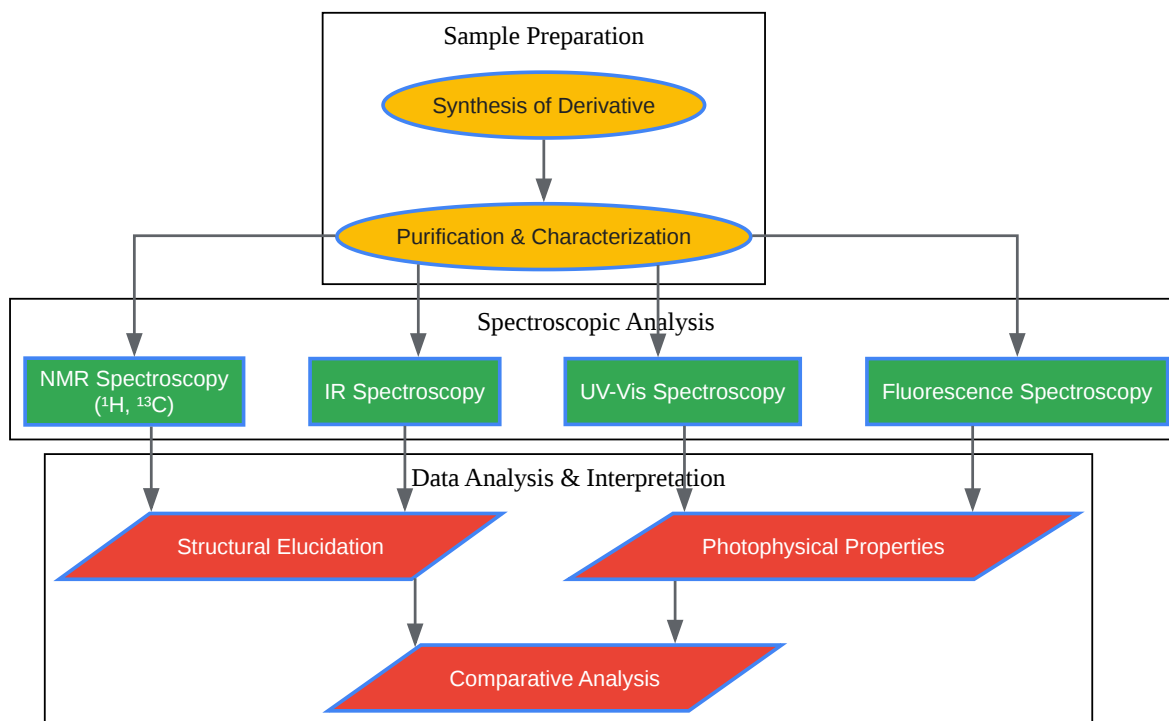 Sample Preparation
Synthesis of Derivative
Purification & Characterization
Spectroscopic Analysis
NMR Spectroscopy
(¹H, ¹³C)
IR Spectroscopy
UV-Vis Spectroscopy
Fluorescence Spectroscopy
Data Analysis & Interpretation
Structural Elucidation
Photophysical Properties
Comparative Analysis